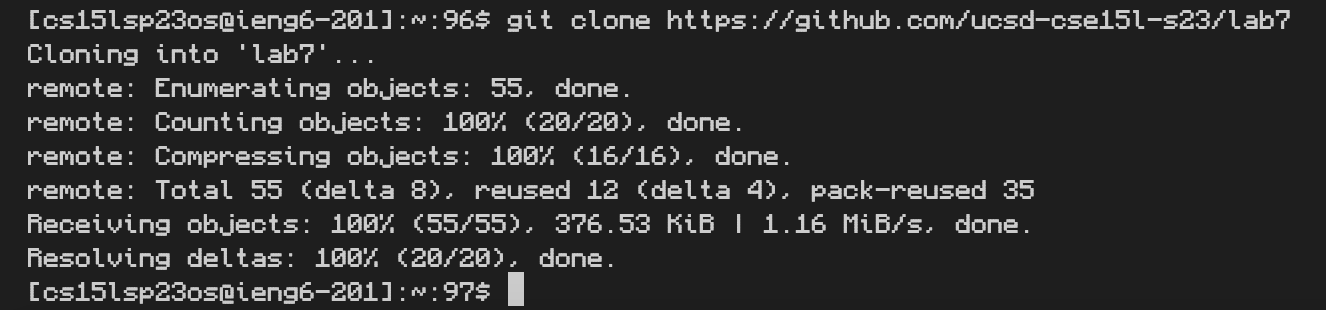 [cs15lsp23os@ieng6-201]:~:96$ git clone https://github.com/ucsd-cse15l-s23/lab7
Cloning into 'lab7'...
remote: Enumerating objects: 55, done.
remote: Counting objects: 100% (20/20), done.
remote: Compressing objects: 100% (16/16), done.
remote: Total 55 (delta 8), reused 12 (delta 4), pack-reused 35
Receiving objects: 100% (55/55), 376.53 KiB | 1.16 MiB/s, done.
Resolving deltas: 100% (20/20), done.
[cs15lsp23os@ieng6-201]:~:97$